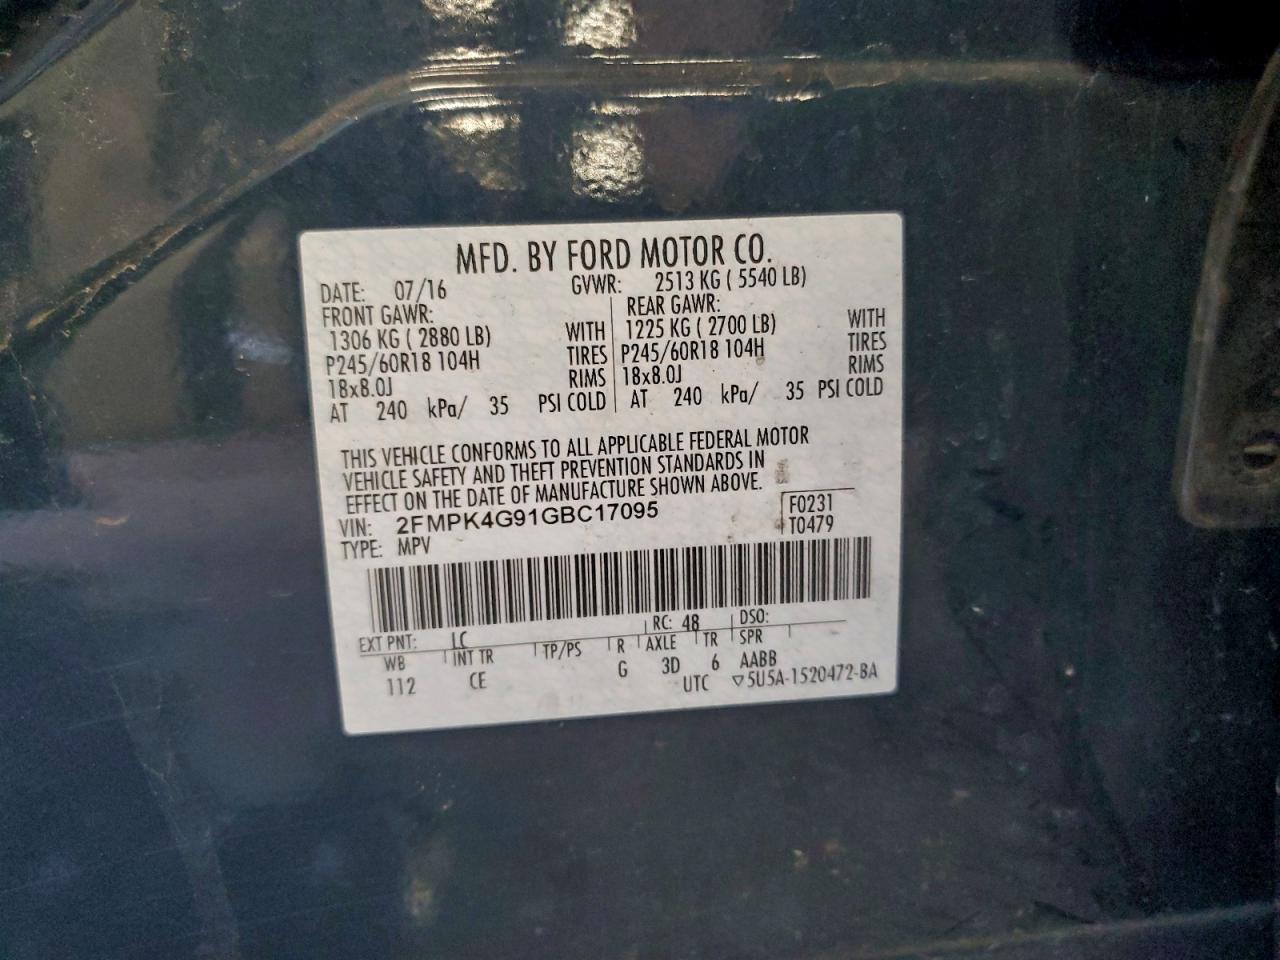 MFD. BY FORD MOTOR CO.
DATE: 07/16 GVWR: 2513 KG ( 5540 LB)
FRONT GAWR: REAR GAWR:
1306 KG ( 2880 LB) WITH 1225 KG ( 2700 LB) WITH
P245/60R18 104H TIRES P245/60R18 104H TIRES
18x8.0J RIMS 18x8.0J RIMS
AT 240 kPa/ 35 PSI COLD AT 240 kPa/ 35 PSI COLD
THIS VEHICLE CONFORMS TO ALL APPLICABLE FEDERAL MOTOR
VEHICLE SAFETY AND THEFT PREVENTION STANDARDS IN
EFFECT ON THE DATE OF MANUFACTURE SHOWN ABOVE.
VIN: 2FMPK4G91GBC17095 F0231
TYPE: MPV T0479
EXT PNT: LC RC: 48 DSO:
WB INT TR TP/PS R AXLE TR SPR
112 CE G 3D 6 AABB
UTC ▽5U5A-1520472-BA